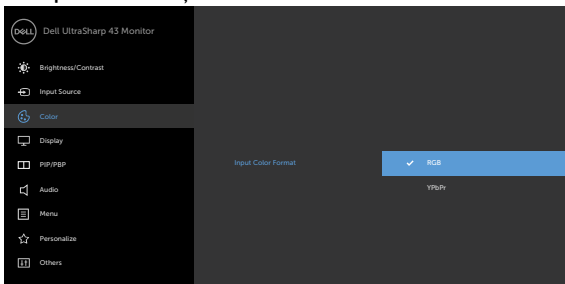 DELL
Dell UltraSharp 43 Monitor
Brightness/Contrast
Input Source
Color
Display
PIP/PBP
Audio
Menu
Personalize
Others
Input Color Format
RGB
YPbPr